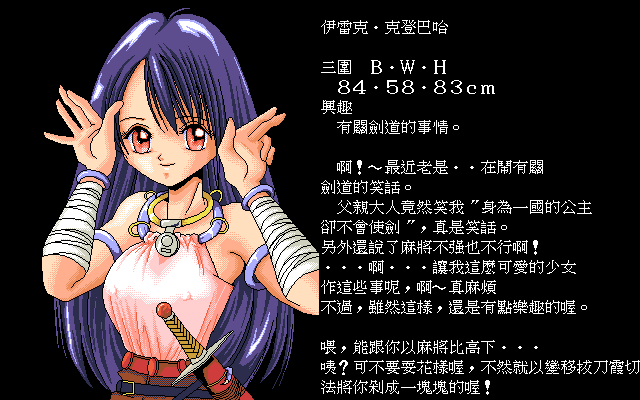 伊雷克·克登巴哈
三圍　B·W·H
84·58·83cm
興趣
有關劍道的事情。
啊!～最近老是··在鬧有關
劍道的笑話。
父親大人竟然笑我"身為一國的公主
卻不會使劍",真是笑話。
另外還說了麻將不强也不行啊!
····啊···讓我這麼可愛的少女
作這些事呢,啊～真麻煩
不過,雖然這樣,還是有點樂趣的喔。
喂,能跟你以麻將比高下···
咦?可不要耍花樣喔,不然就以變移拔刀霞切
法將你剁成一塊塊的喔!